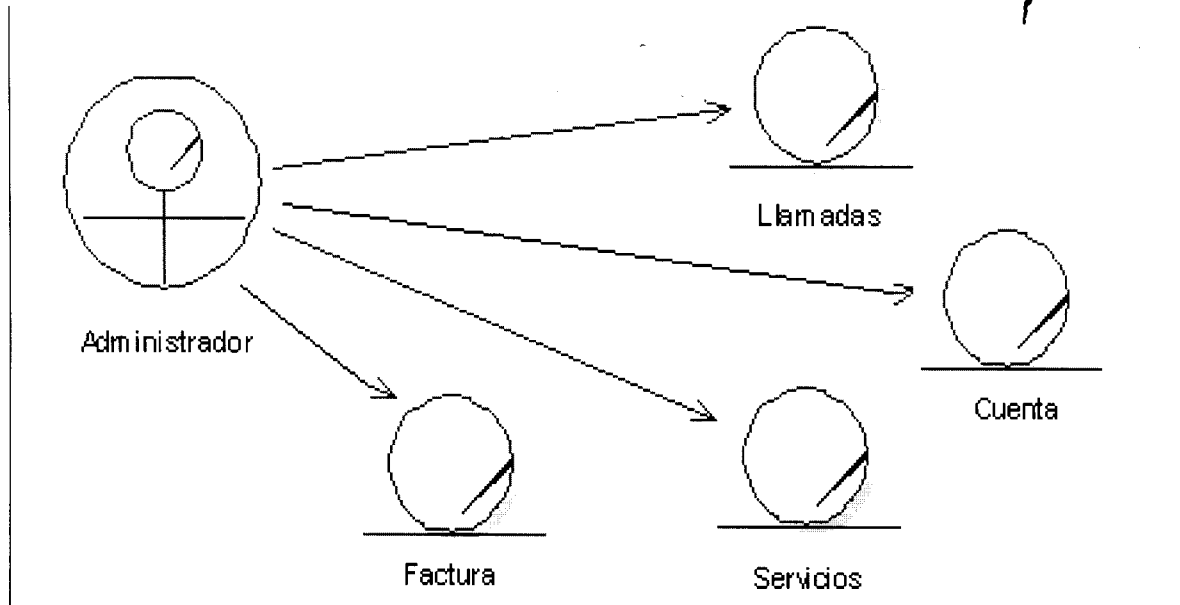 Llamadas
Administrador
Cuenta
Factura
Servicios